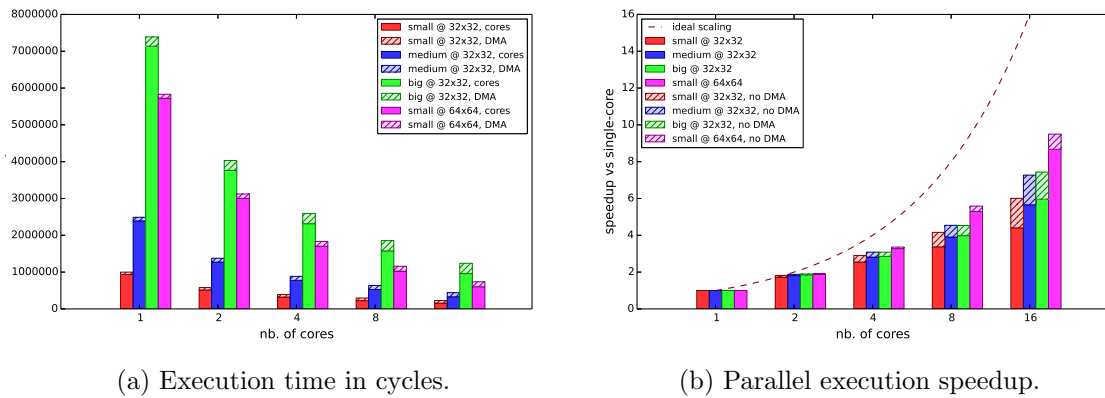 8000000
7000000
6000000
5000000
4000000
3000000
2000000
1000000
0
small @ 32x32, cores
small @ 32x32, DMA
medium @ 32x32, cores
medium @ 32x32, DMA
big @ 32x32, cores
big @ 32x32, DMA
small @ 64x64, cores
small @ 64x64, DMA
1 2 4 8
nb. of cores
(a) Execution time in cycles.
speedup vs single-core
16
14
12
10
8
6
4
2
0
ideal scaling
small @ 32x32
medium @ 32x32
big @ 32x32
small @ 64x64
small @ 32x32, no DMA
medium @ 32x32, no DMA
big @ 32x32, no DMA
small @ 64x64, no DMA
1 2 4 8 16
nb. of cores
(b) Parallel execution speedup.